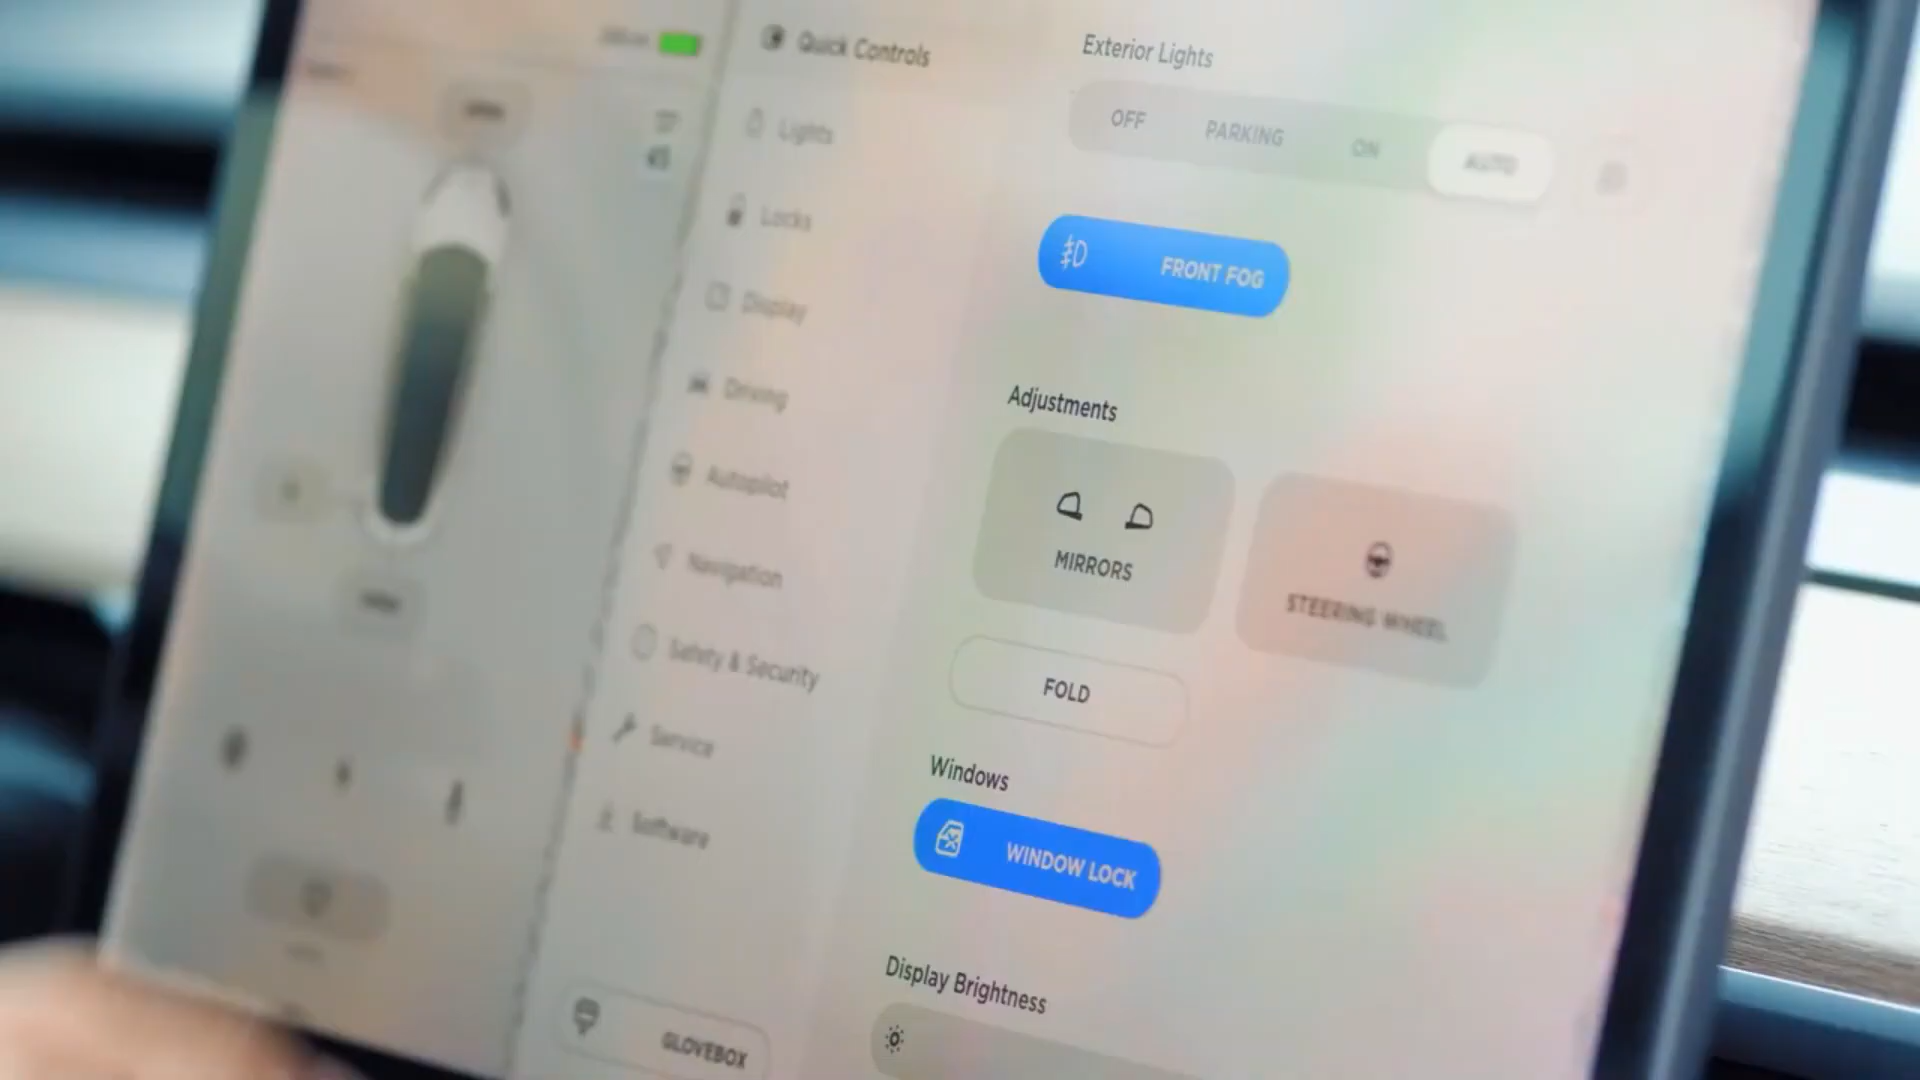 Quick Controls
Lights
Locks
Display
Driving
Autopilot
Navigation
Safety & Security
Service
Software
GLOVEBOX
Exterior Lights
OFF PARKING ON AUTO
FRONT FOG
Adjustments
MIRRORS
STEERING WHEEL
FOLD
Windows
WINDOW LOCK
Display Brightness